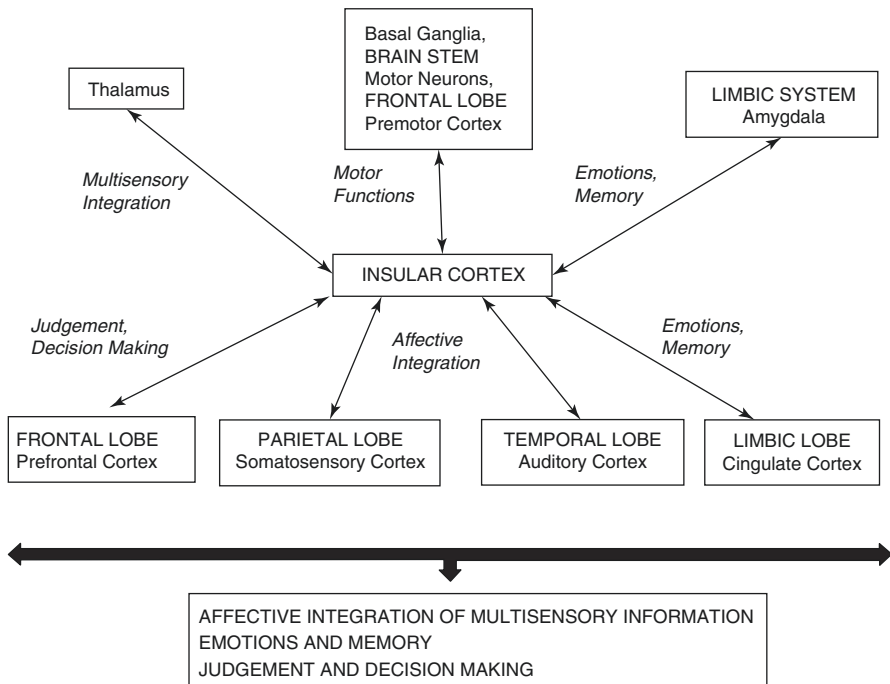 Thalamus
Basal Ganglia,
BRAIN STEM
Motor Neurons,
FRONTAL LOBE
Premotor Cortex
LIMBIC SYSTEM
Amygdala
Multisensory
Integration
Motor
Functions
Emotions,
Memory
INSULAR CORTEX
Judgement,
Decision Making
Affective
Integration
Emotions,
Memory
FRONTAL LOBE
Prefrontal Cortex
PARIETAL LOBE
Somatosensory Cortex
TEMPORAL LOBE
Auditory Cortex
LIMBIC LOBE
Cingulate Cortex
AFFECTIVE INTEGRATION OF MULTISENSORY INFORMATION
EMOTIONS AND MEMORY
JUDGEMENT AND DECISION MAKING